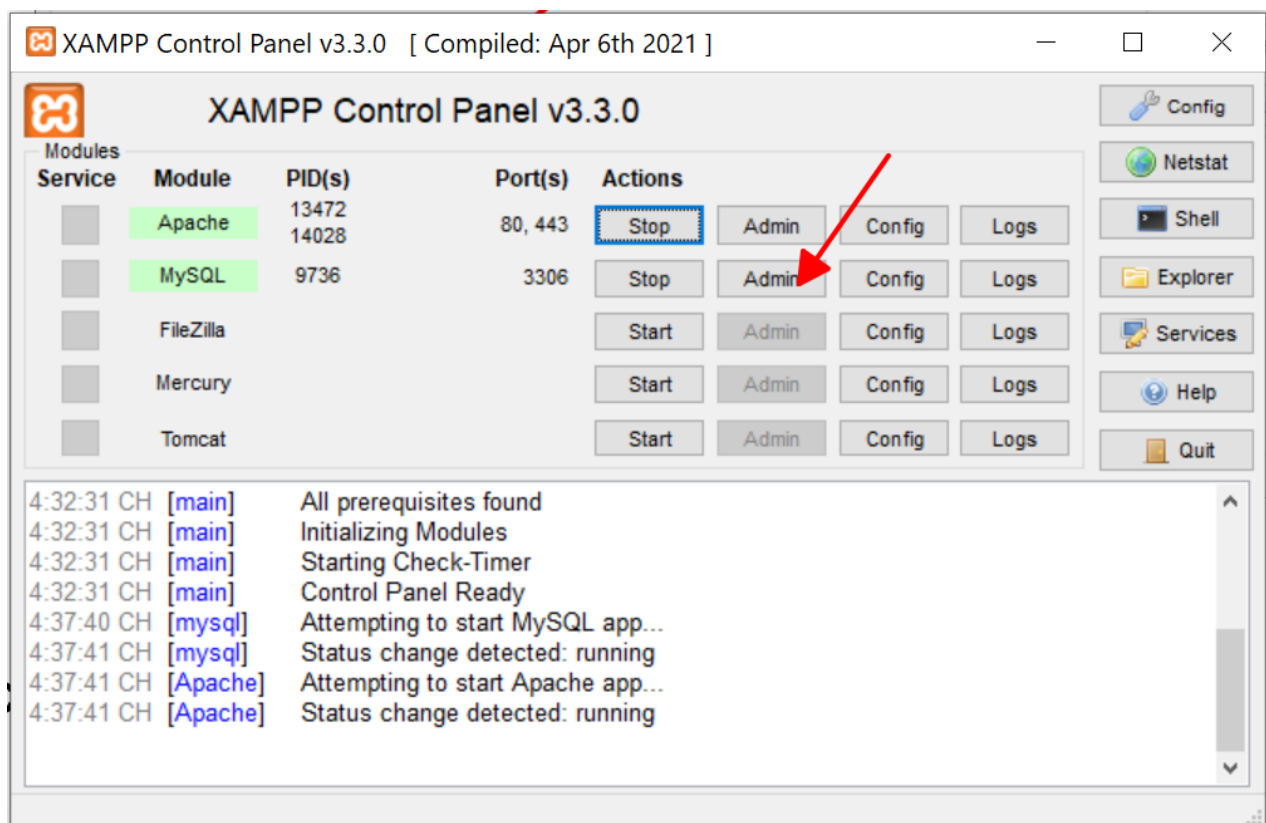 XAMPP Control Panel v3.3.0 [ Compiled: Apr 6th 2021 ]
XAMPP Control Panel v3.3.0
Config
Modules
Netstat
Service Module PID(s) Port(s) Actions
Apache 13472 14028 80, 443 Stop Admin Config Logs
Shell
MySQL 9736 3306 Stop Admin Config Logs
Explorer
FileZilla Start Admin Config Logs
Services
Mercury Start Admin Config Logs
Help
Tomcat Start Admin Config Logs
Quit
4:32:31 CH [main] All prerequisites found
4:32:31 CH [main] Initializing Modules
4:32:31 CH [main] Starting Check-Timer
4:32:31 CH [main] Control Panel Ready
4:37:40 CH [mysql] Attempting to start MySQL app...
4:37:41 CH [mysql] Status change detected: running
4:37:41 CH [Apache] Attempting to start Apache app...
4:37:41 CH [Apache] Status change detected: running